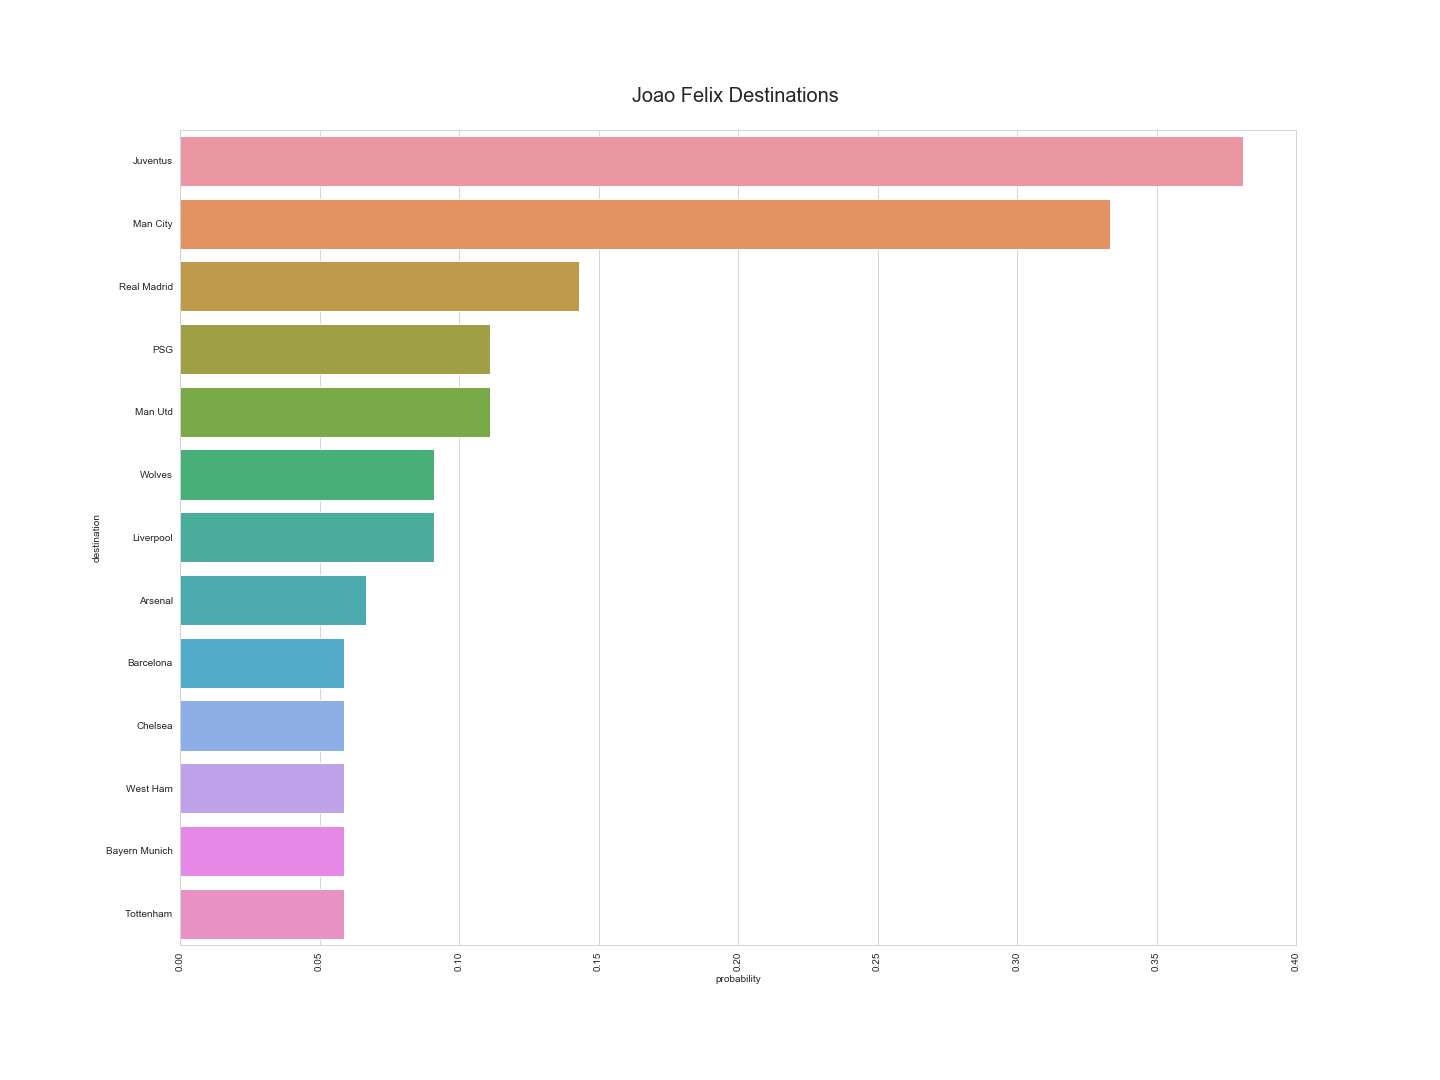 Joao Felix Destinations
destination
Juventus
Man City
Real Madrid
PSG
Man Utd
Wolves
Liverpool
Arsenal
Barcelona
Chelsea
West Ham
Bayern Munich
Tottenham
0.00
0.05
0.10
0.15
0.20
0.25
0.30
0.35
0.40
probability